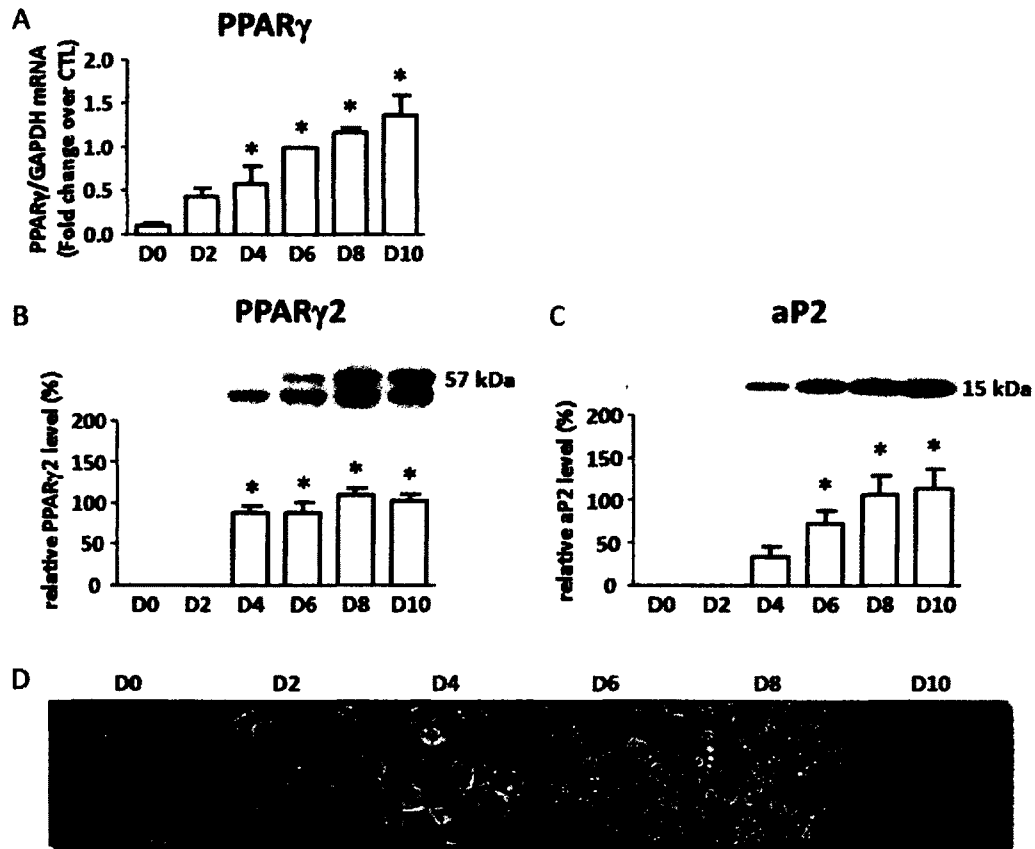 A
PPARγ
PPARγ/GAPDH mRNA
(Fold change over CTL)
2.0
1.5
1.0
0.5
0.0
* * * *
D0 D2 D4 D6 D8 D10
B
PPARγ2
57 kDa
relative PPARγ2 level (%)
200
150
100
50
0
* * * *
D0 D2 D4 D6 D8 D10
C
aP2
15 kDa
relative aP2 level (%)
200
150
100
50
0
* * *
D0 D2 D4 D6 D8 D10
D
D0 D2 D4 D6 D8 D10